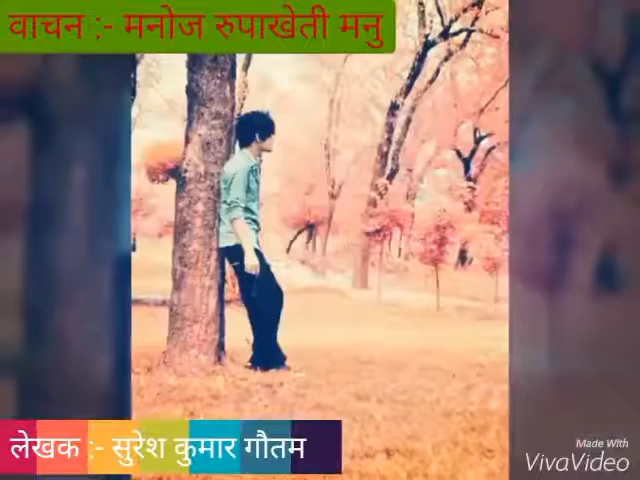 वाचन :- मनोज रुपाखेती मनु
लेखक :- सुरेश कुमार गौतम
Made With
VivaVideo